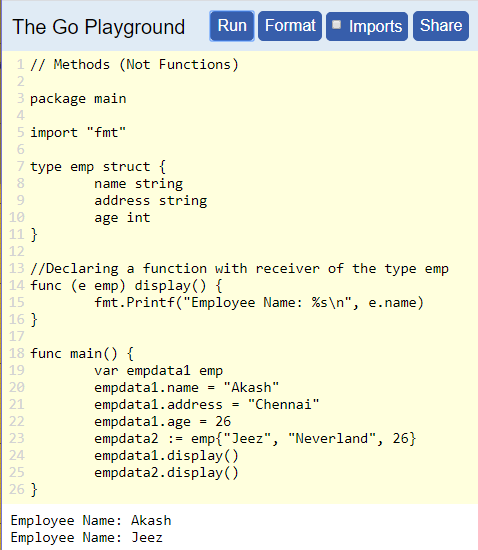 The Go Playground Run Format Imports Share
1 // Methods (Not Functions)
2
3 package main
4
5 import "fmt"
6
7 type emp struct {
8         name string
9         address string
10         age int
11 }
12
13 //Declaring a function with receiver of the type emp
14 func (e emp) display() {
15         fmt.Printf("Employee Name: %s\n", e.name)
16 }
17
18 func main() {
19         var empdata1 emp
20         empdata1.name = "Akash"
21         empdata1.address = "Chennai"
22         empdata1.age = 26
23         empdata2 := emp{"Jeez", "Neverland", 26}
24         empdata1.display()
25         empdata2.display()
26 }
Employee Name: Akash
Employee Name: Jeez